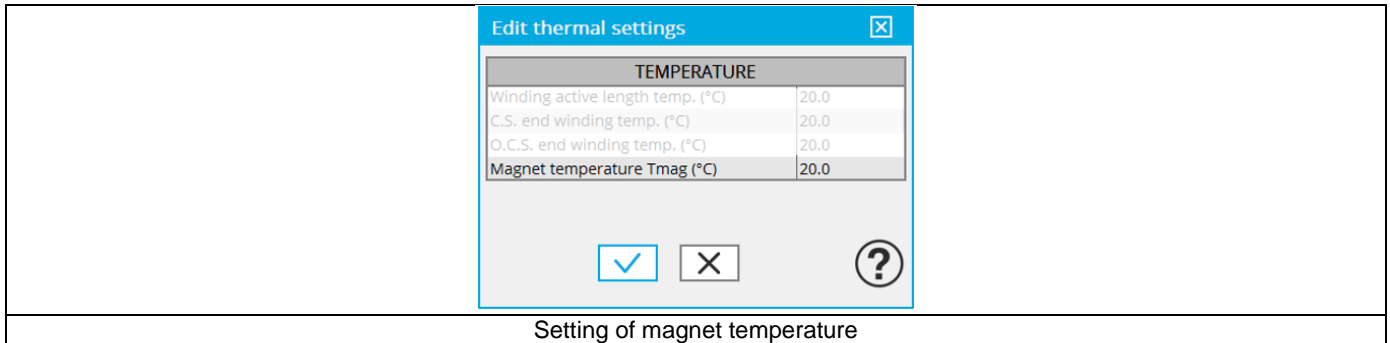 Edit thermal settings
TEMPERATURE
Winding active length temp. (°C) 20.0
C.S. end winding temp. (°C) 20.0
O.C.S. end winding temp. (°C) 20.0
Magnet temperature Tmag (°C) 20.0
?
Setting of magnet temperature